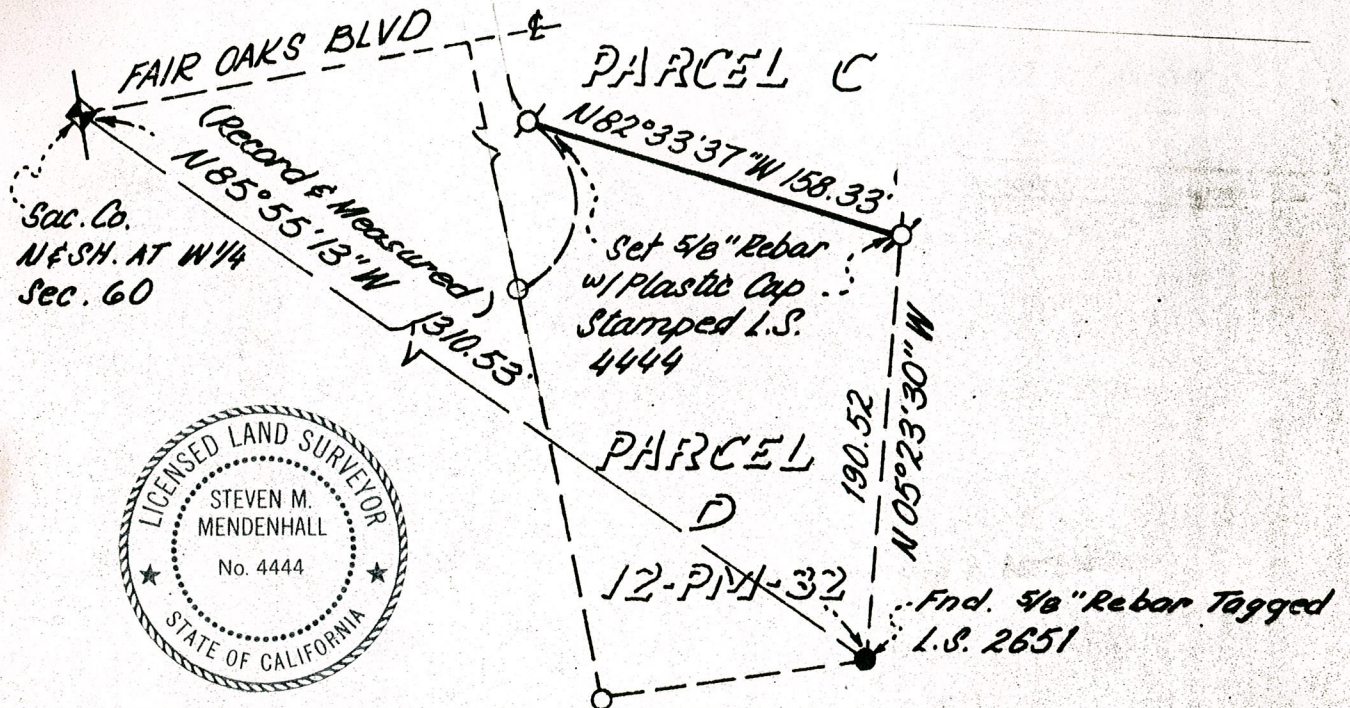 FAIR OAKS BLVD
℄
PARCEL C
N82°33'37"W 158.33'
(Record & Measured)
N85°55'13"W
1310.53'
Sac. Co.
N&SH. AT W1/4
Sec. 60
Set 5/8" Rebar
w/ Plastic Cap
Stamped L.S.
4444
190.52
N05°23'30"W
PARCEL
D
12-PM-32
Fnd. 5/8" Rebar Tagged
L.S. 2651
LICENSED LAND SURVEYOR
STEVEN M.
MENDENHALL
No. 4444
STATE OF CALIFORNIA